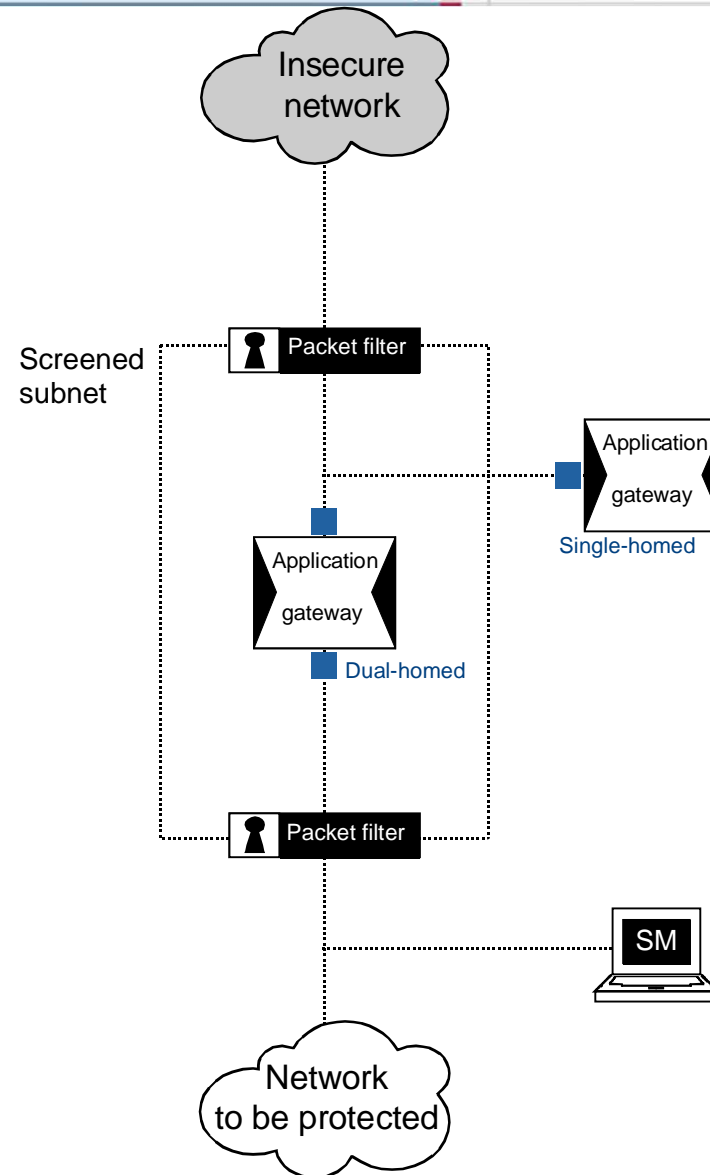 Insecure
network
Packet filter
Screened
subnet
Application
gateway
Single-homed
Application
gateway
Dual-homed
Packet filter
SM
Network
to be protected